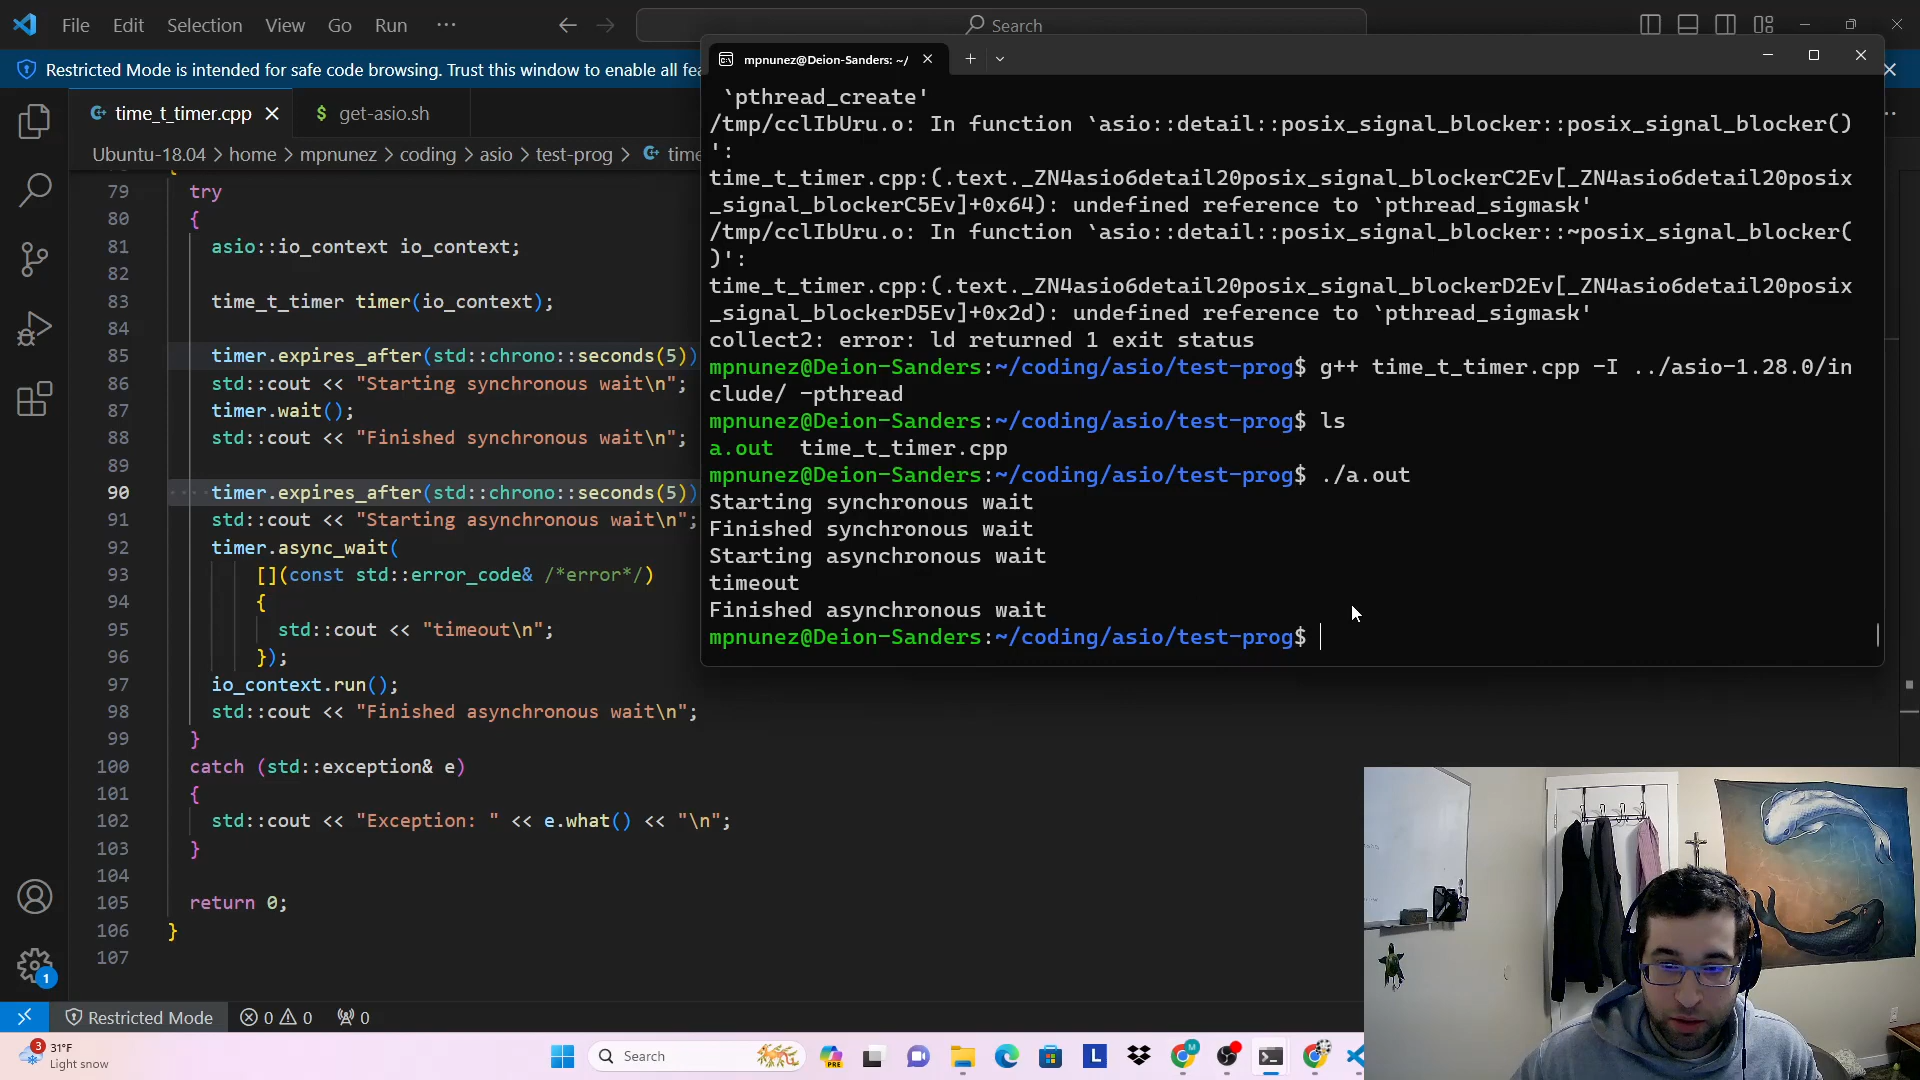 File Edit Selection View Go Run ···
Search
Restricted Mode is intended for safe code browsing. Trust this window to enable all fea
time_t_timer.cpp
$ get-asio.sh
Ubuntu-18.04 > home > mpnunez > coding > asio > test-prog > time
79 try
80 {
81 asio::io_context io_context;
82
83 time_t_timer timer(io_context);
84
85 timer.expires_after(std::chrono::seconds(5))
86 std::cout << "Starting synchronous wait\n";
87 timer.wait();
88 std::cout << "Finished synchronous wait\n";
89
90 timer.expires_after(std::chrono::seconds(5))
91 std::cout << "Starting asynchronous wait\n";
92 timer.async_wait(
93 [](const std::error_code& /*error*/)
94 {
95 std::cout << "timeout\n";
96 });
97 io_context.run();
98 std::cout << "Finished asynchronous wait\n";
99 }
100 catch (std::exception& e)
101 {
102 std::cout << "Exception: " << e.what() << "\n";
103 }
104
105 return 0;
106 }
107
mpnunez@Deion-Sanders: ~/
`pthread_create'
/tmp/cclIbUru.o: In function `asio::detail::posix_signal_blocker::posix_signal_blocker()
':
time_t_timer.cpp:(.text._ZN4asio6detail20posix_signal_blockerC2Ev[_ZN4asio6detail20posix
_signal_blockerC5Ev]+0x64): undefined reference to `pthread_sigmask'
/tmp/cclIbUru.o: In function `asio::detail::posix_signal_blocker::~posix_signal_blocker(
)':
time_t_timer.cpp:(.text._ZN4asio6detail20posix_signal_blockerD2Ev[_ZN4asio6detail20posix
_signal_blockerD5Ev]+0x2d): undefined reference to `pthread_sigmask'
collect2: error: ld returned 1 exit status
mpnunez@Deion-Sanders:~/coding/asio/test-prog$ g++ time_t_timer.cpp -I ../asio-1.28.0/in
clude/ -pthread
mpnunez@Deion-Sanders:~/coding/asio/test-prog$ ls
a.out time_t_timer.cpp
mpnunez@Deion-Sanders:~/coding/asio/test-prog$ ./a.out
Starting synchronous wait
Finished synchronous wait
Starting asynchronous wait
timeout
Finished asynchronous wait
mpnunez@Deion-Sanders:~/coding/asio/test-prog$
1
Restricted Mode
0 0
0
3
31°F
Light snow
Search
PRE
L
M